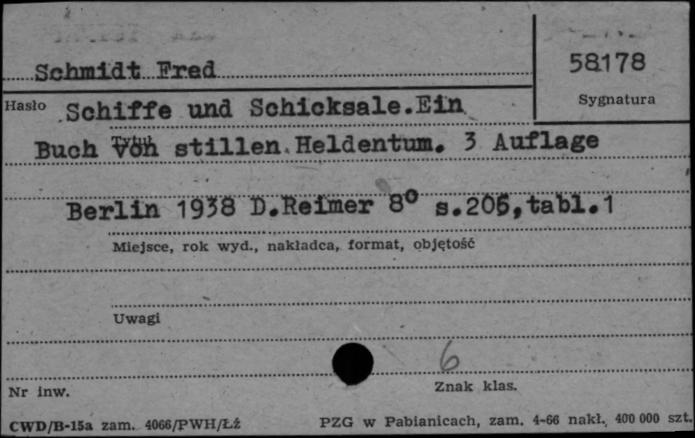 Schmidt Fred
58178
Hasło
Sygnatura
Schiffe und Schicksale.Ein
Buch Von stillen Heldentum. 3 Auflage
Berlin 1938 D.Reimer 8° s.205,tabl.1
Miejsce, rok wyd., nakładca, format, objętość
Uwagi
6
Nr inw.
Znak klas.
CWD/B-15a zam. 4066/PWH/Łź
PZG w Pabianicach, zam. 4-66 nakł. 400 000 szt.